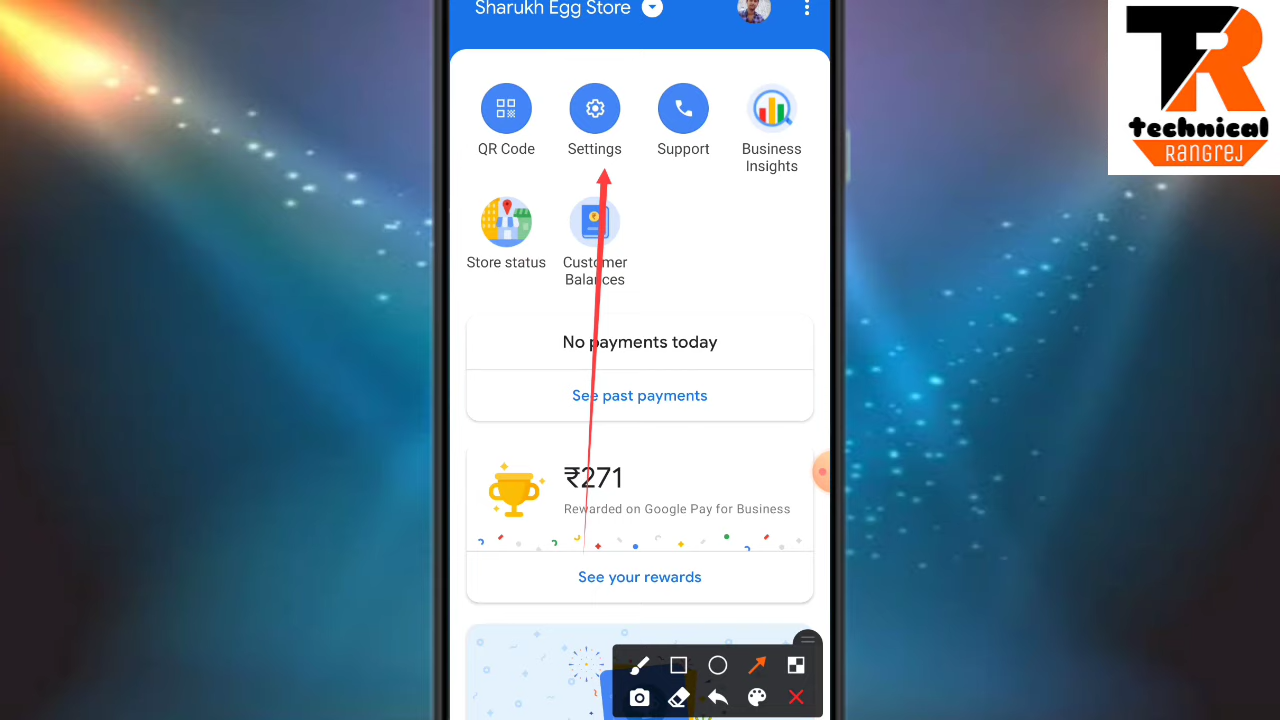 Sharukh Egg Store
QR Code
Settings
Support
Business
Insights
Store status
Customer
Balances
No payments today
See past payments
₹271
Rewarded on Google Pay for Business
See your rewards
TR
technical
RANGREJ